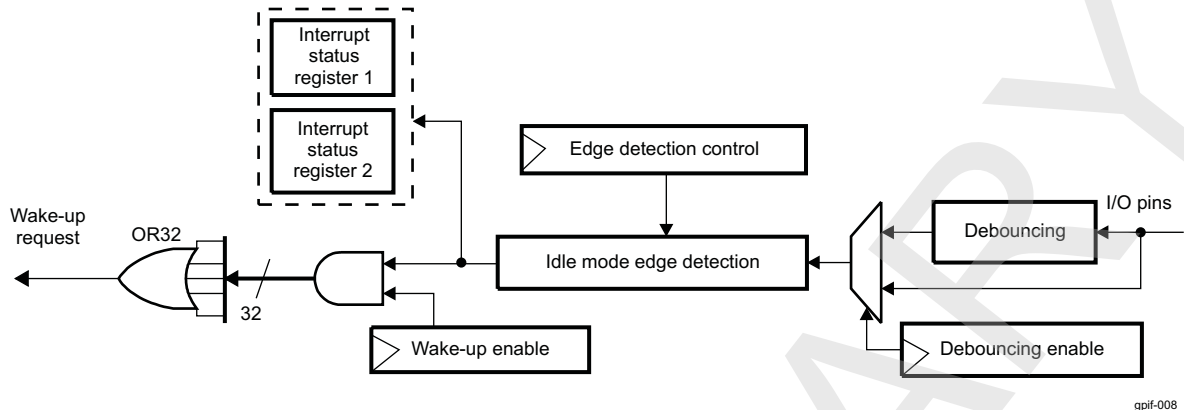 Interrupt
status
register 1
Interrupt
status
register 2
Edge detection control
Wake-up
request
OR32
I/O pins
Debouncing
Idle mode edge detection
32
Wake-up enable
Debouncing enable
gpif-008